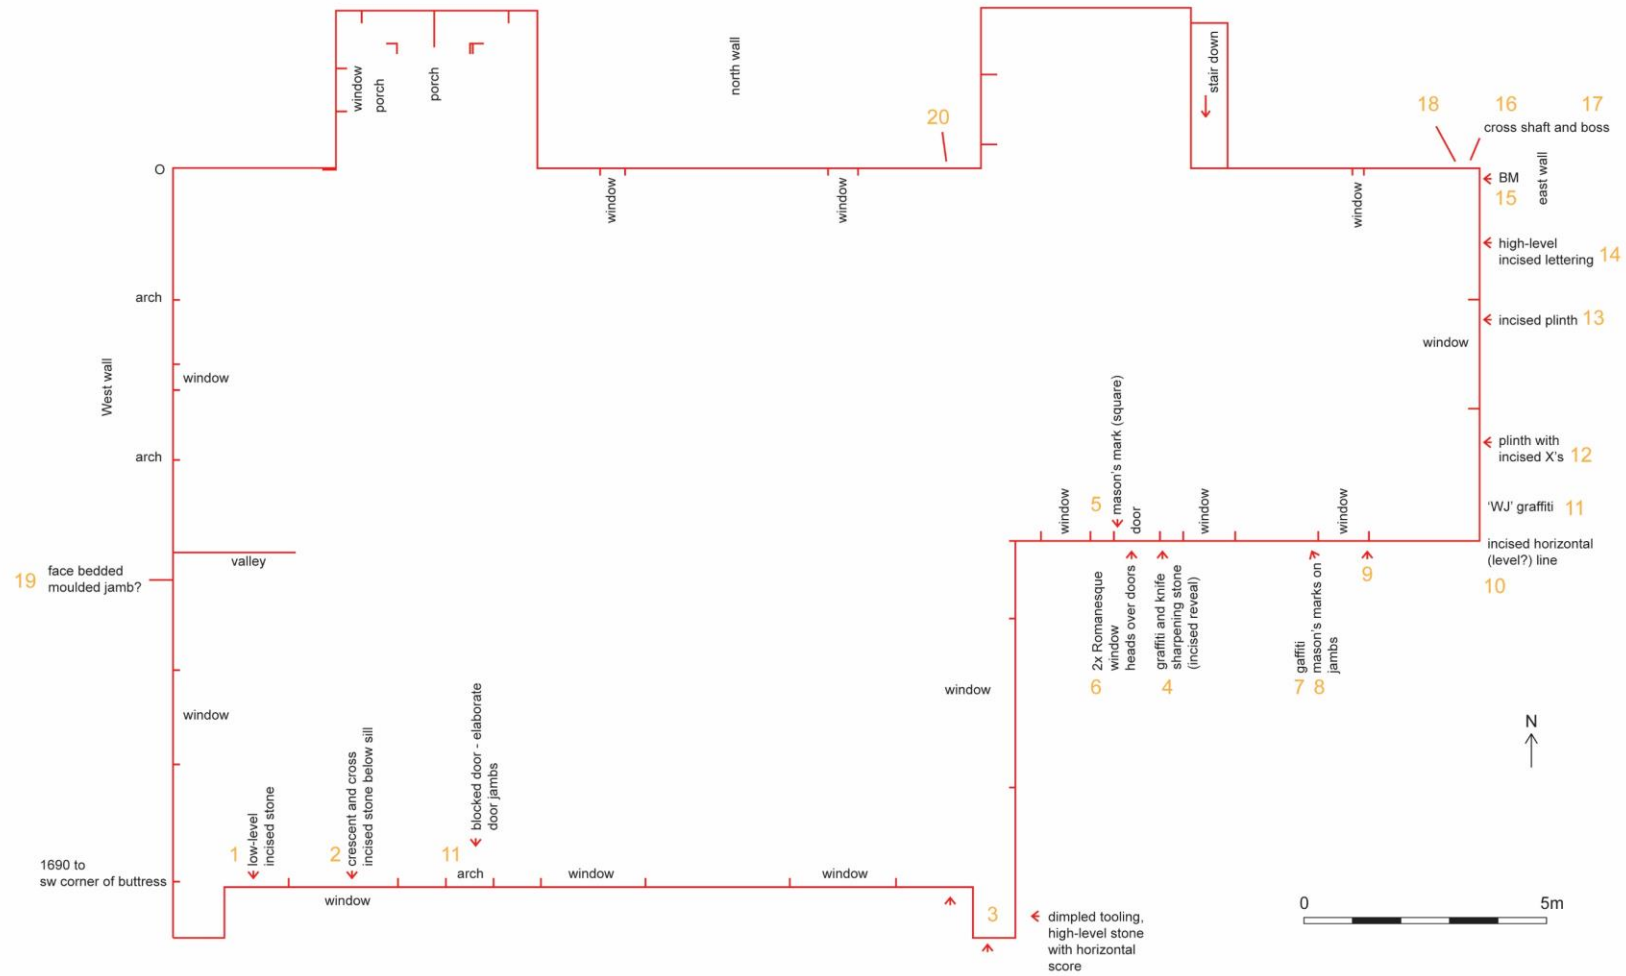 window
porch
porch
north wall
stair down
20
18
16
17
cross shaft and boss
O
BM
15
east wall
window
window
window
high-level
incised lettering
14
arch
incised plinth
13
window
West wall
window
arch
plinth with
incised X's
12
window
5
mason's mark (square)
door
window
window
'WJ' graffiti
11
incised horizontal
(level?) line
10
valley
19
face bedded
moulded jamb?
2x Romanesque
window
heads over doors
6
graffiti and knife
sharpening stone
(incised reveal)
4
gaffiti
mason's marks on
jambs
7
8
9
window
window
N
1
low-level
incised stone
2
crescent and cross
incised stone below sill
11
blocked door - elaborate
door jambs
arch
window
window
window
1690 to
sw corner of buttress
3
dimpled tooling,
high-level stone
with horizontal
score
0
5m